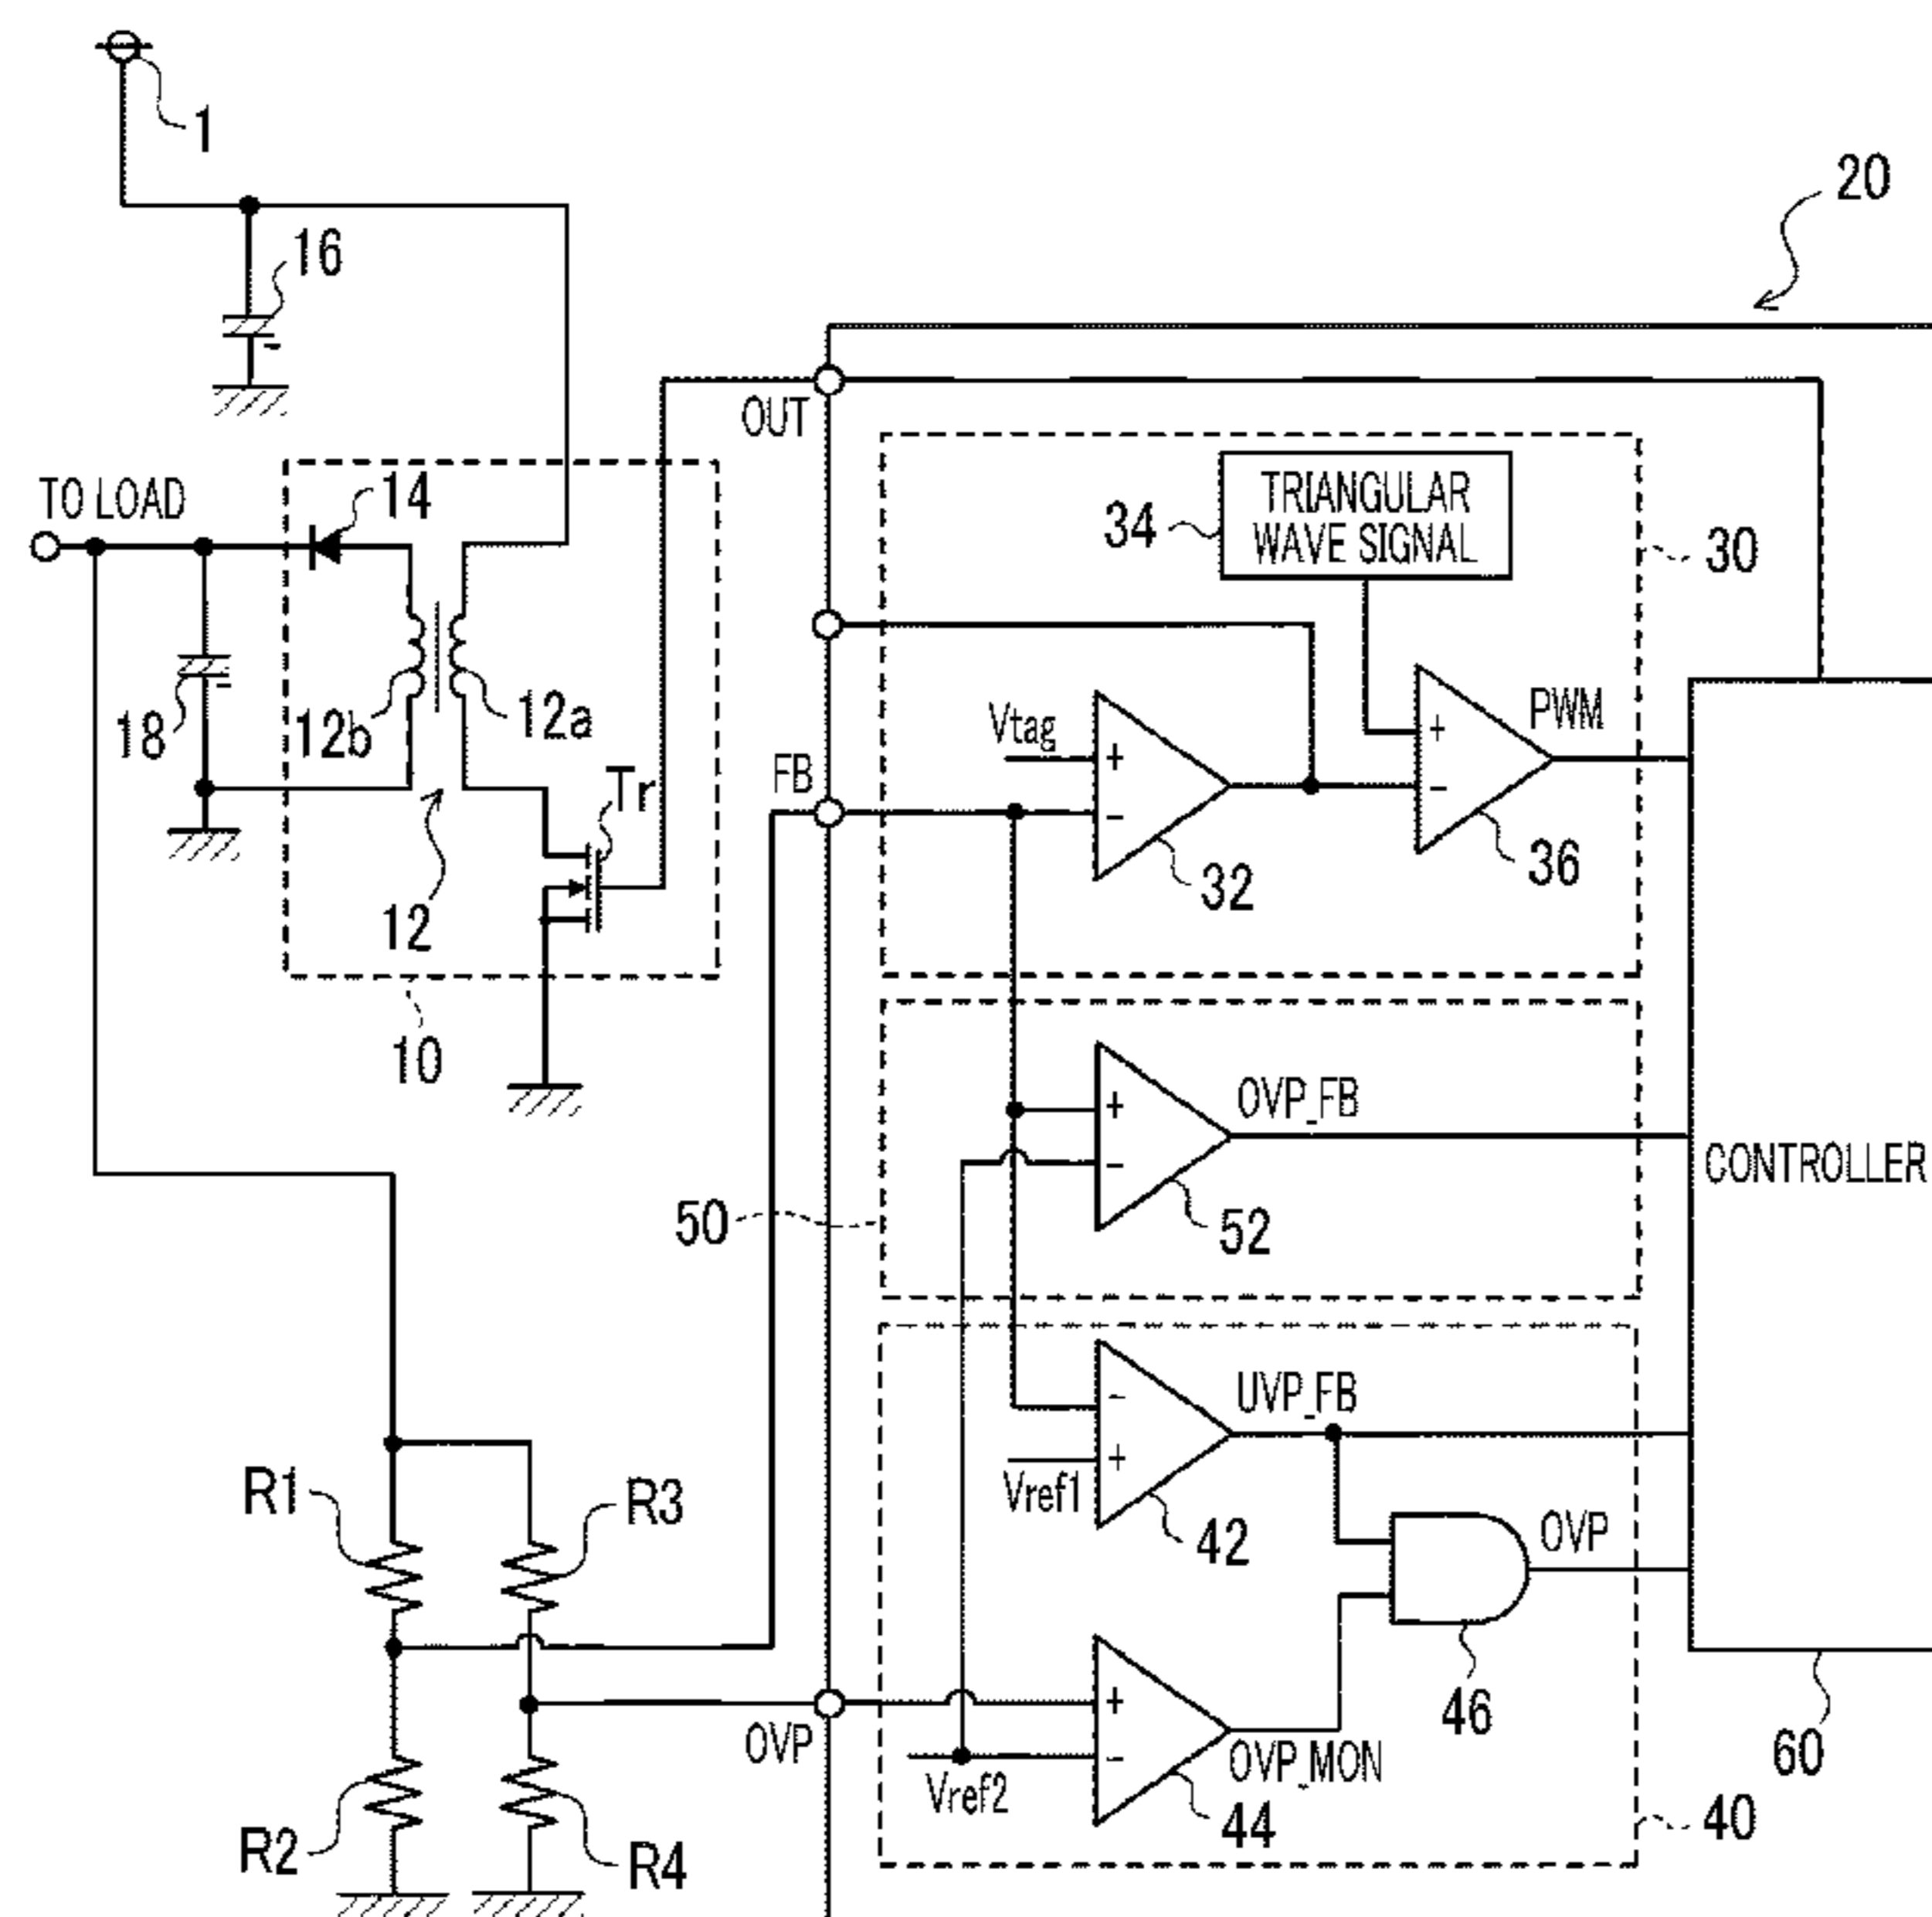 1
16
20
OUT
TO LOAD
14
TRIANGULAR
WAVE SIGNAL
34
30
18
12b
12a
Vtag
+
-
+
-
PWM
FB
Tr
32
36
12
10
+
-
OVP_FB
CONTROLLER
50
52
-
+
UVP_FB
Vref1
R1
R3
42
OVP
46
+
-
OVP
OVP_MON
60
Vref2
44
40
R2
R4